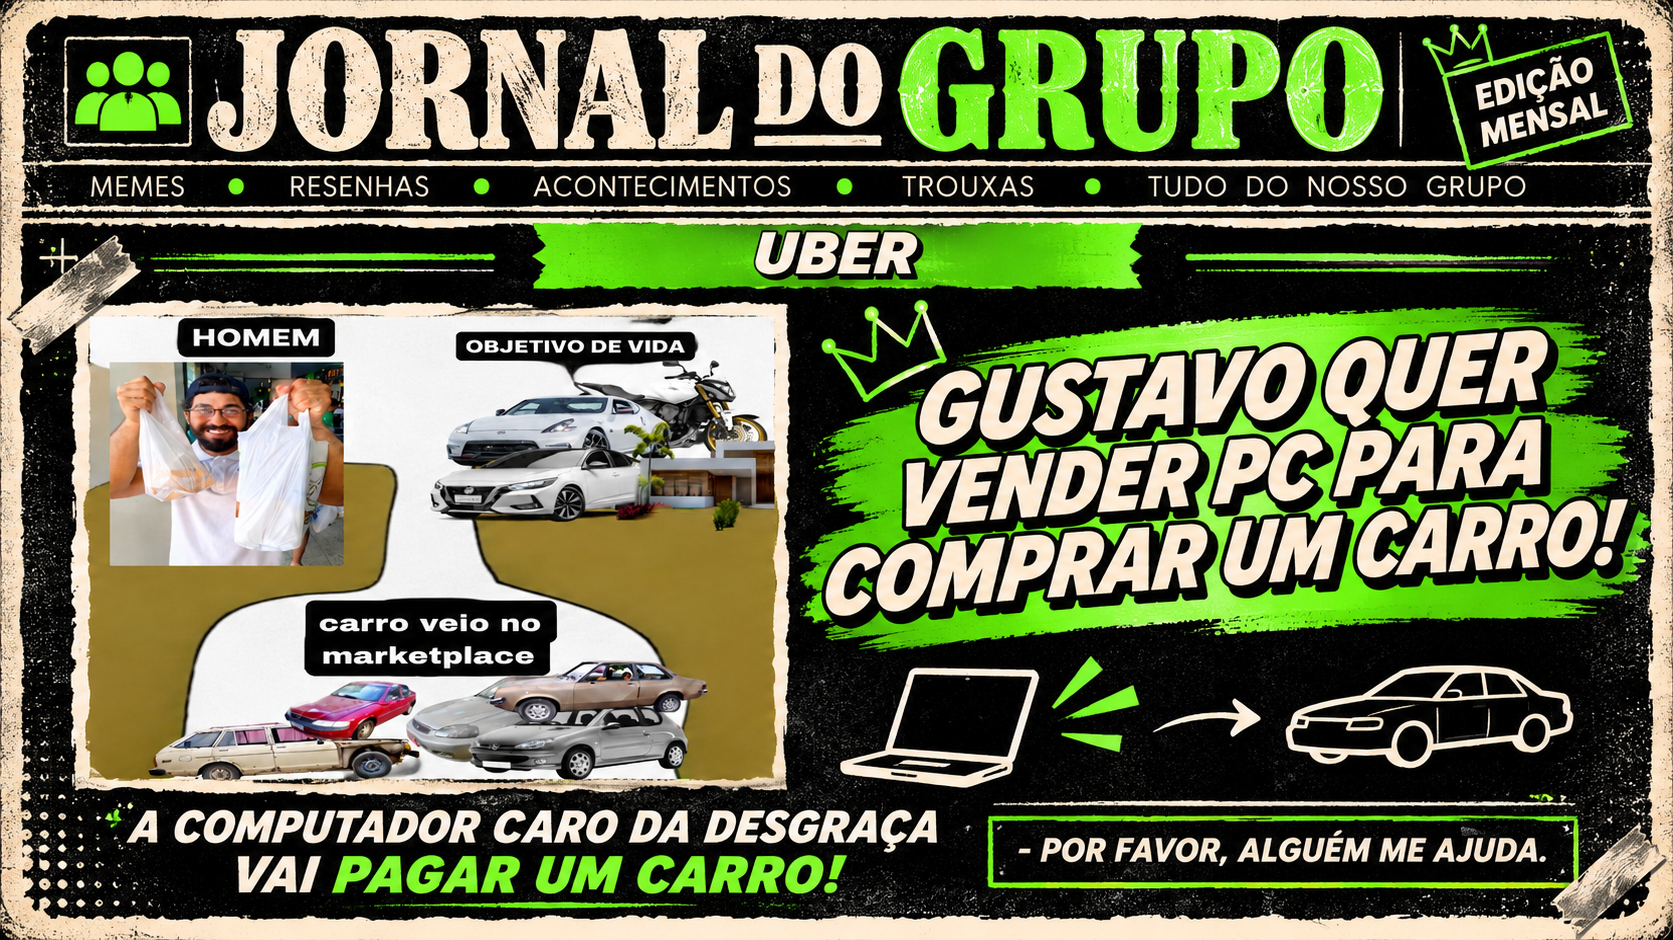 JORNAL DO GRUPO
EDIÇÃO
MENSAL
MEMES • RESENHAS • ACONTECIMENTOS • TROUXAS • TUDO DO NOSSO GRUPO
UBER
HOMEM
OBJETIVO DE VIDA
carro veio no
marketplace
GUSTAVO QUER
VENDER PC PARA
COMPRAR UM CARRO!
A COMPUTADOR CARO DA DESGRAÇA
VAI PAGAR UM CARRO!
- POR FAVOR, ALGUÉM ME AJUDA.